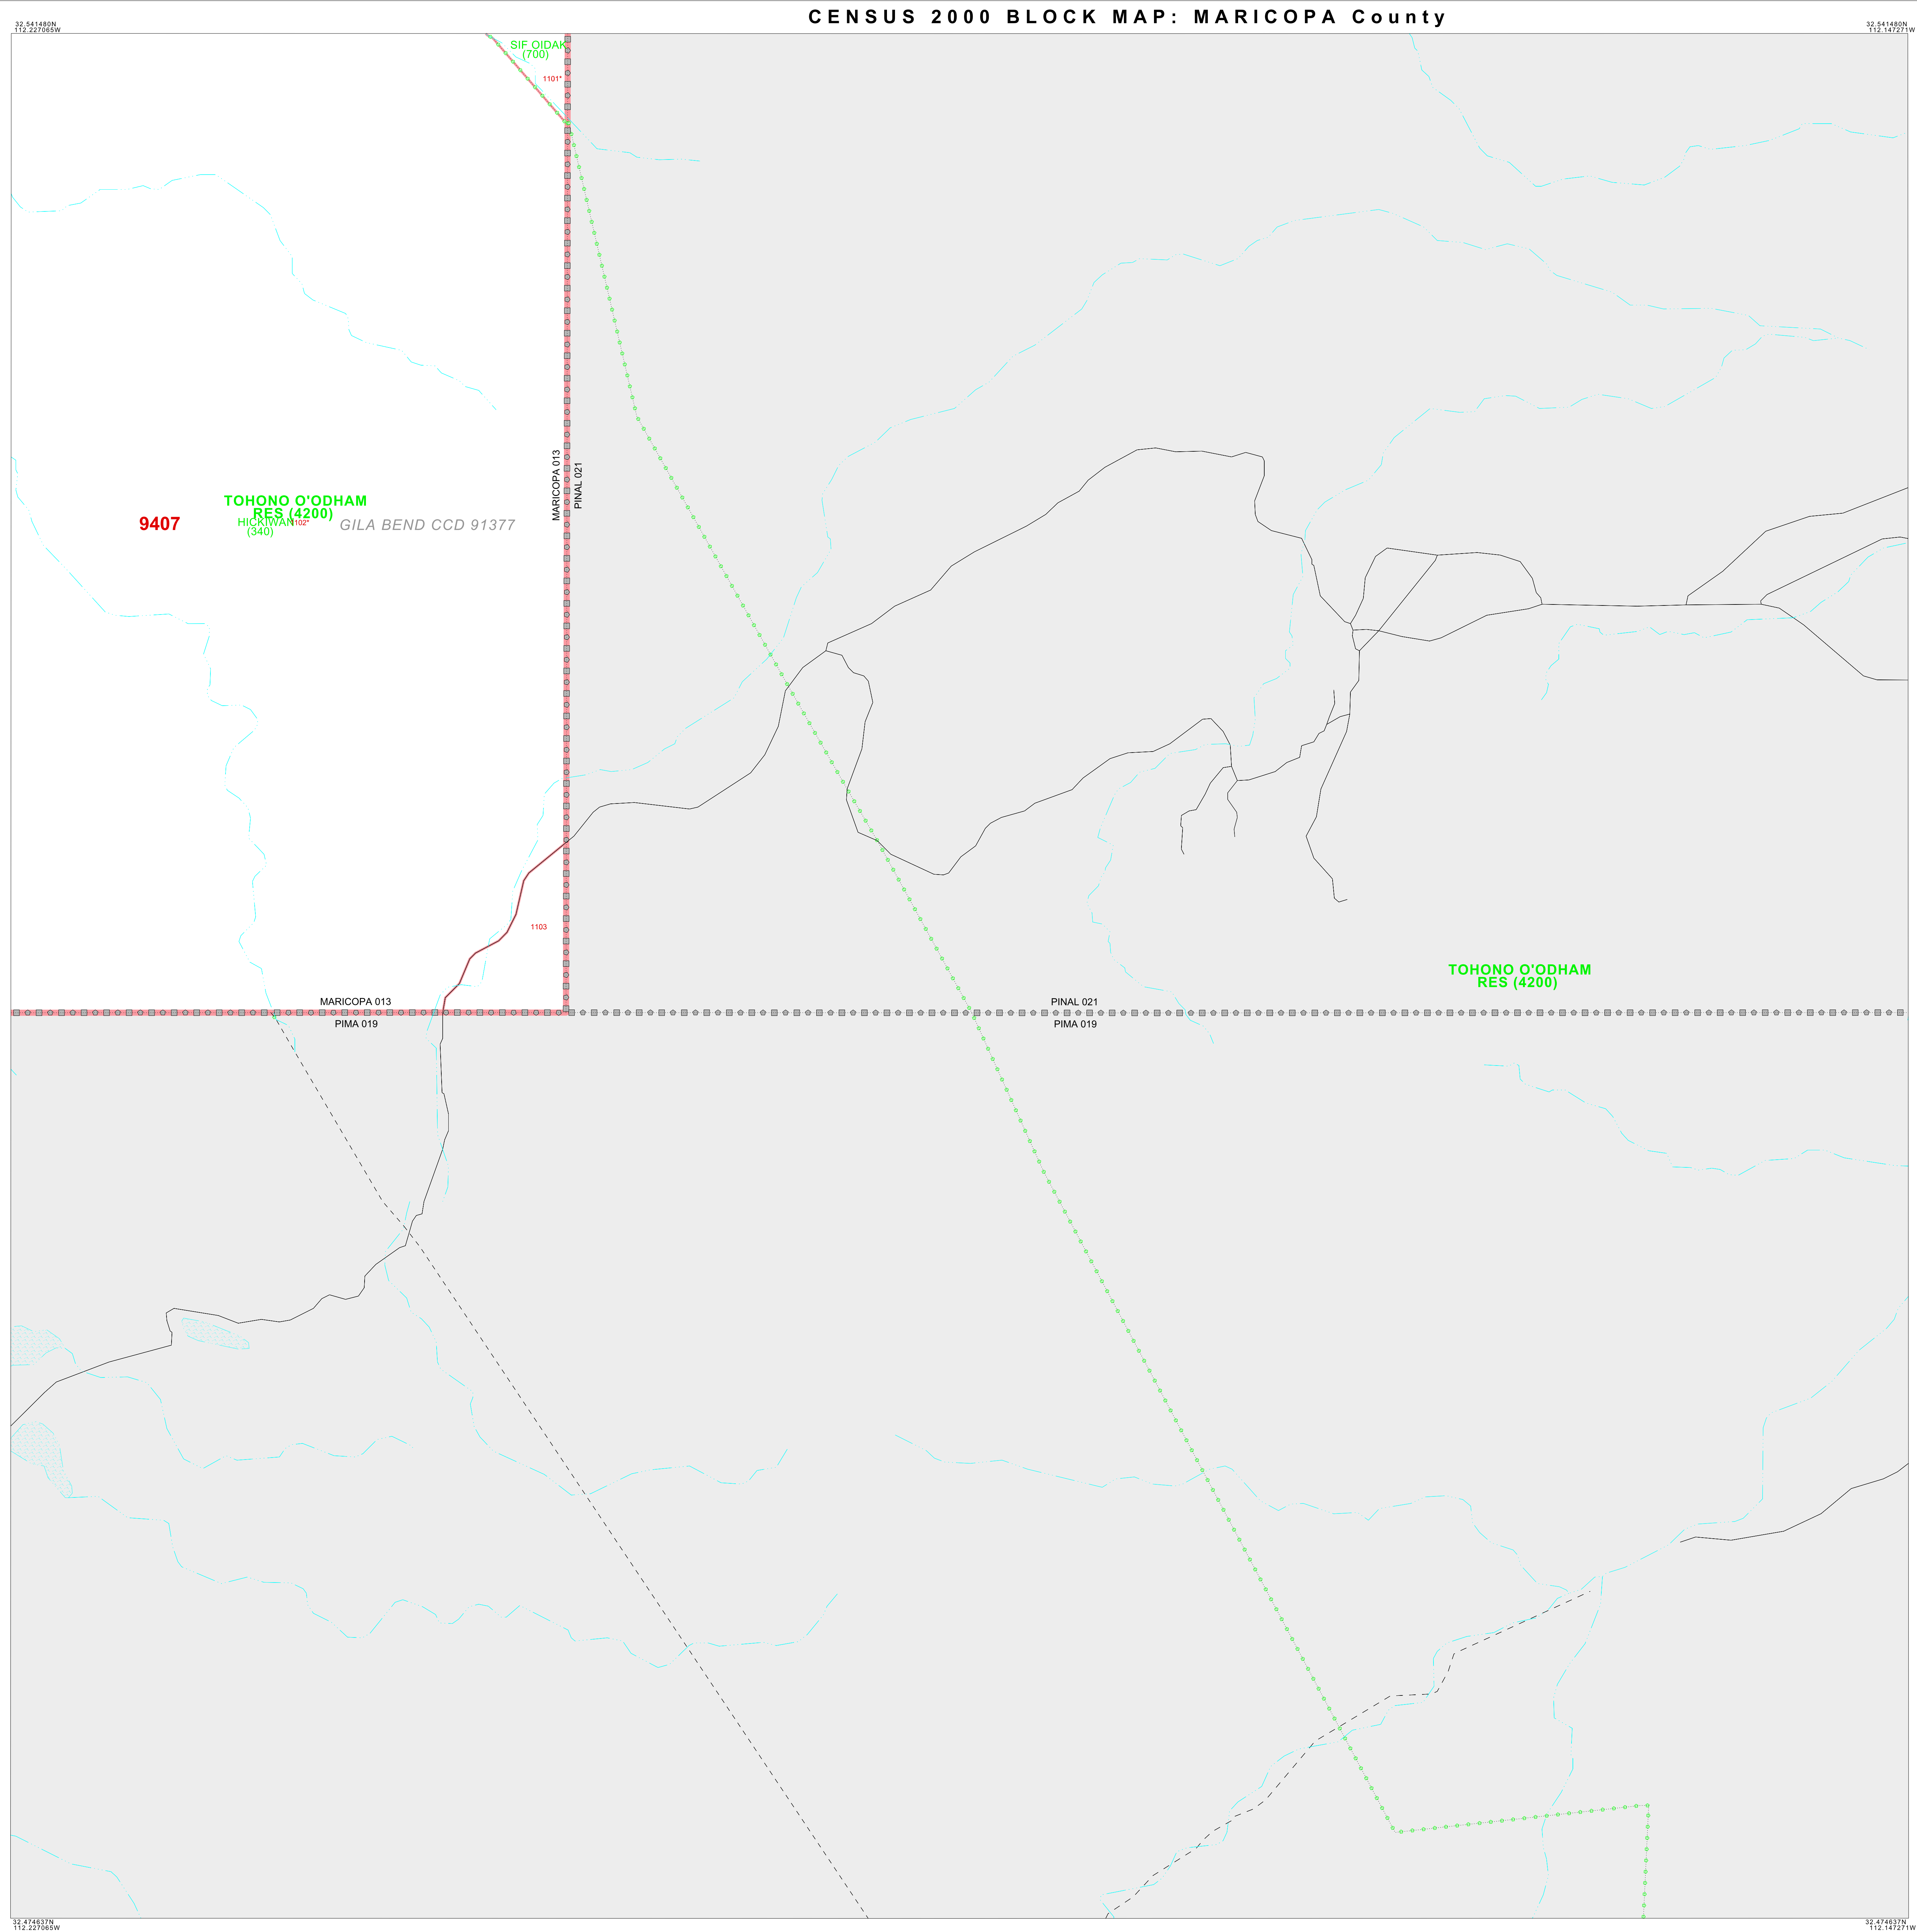 CENSUS 2000 BLOCK MAP: MARICOPA County
32.541480N
112.227065W
32.541480N
112.147271W
SIF OIDAK
(700)
1101*
MARICOPA 013
PINAL 021
TOHONO O'ODHAM
RES (4200)
HICKIWAN
(340)
1102*
9407
GILA BEND CCD 91377
1103
TOHONO O'ODHAM
RES (4200)
MARICOPA 013
PIMA 019
PINAL 021
PIMA 019
32.474637N
112.227065W
32.474637N
112.147271W